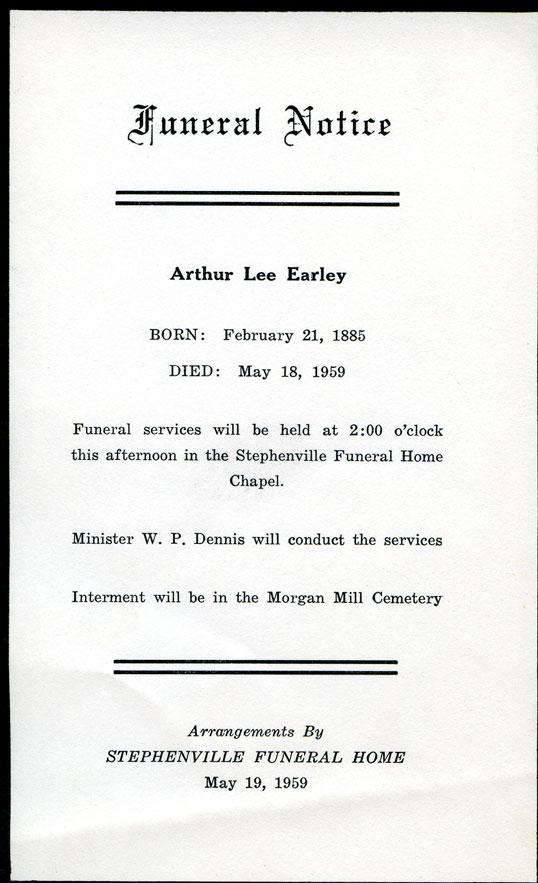 Funeral Notice
Arthur Lee Earley
BORN: February 21, 1885
DIED: May 18, 1959
Funeral services will be held at 2:00 o'clock
this afternoon in the Stephenville Funeral Home
Chapel.
Minister W. P. Dennis will conduct the services
Interment will be in the Morgan Mill Cemetery
Arrangements By
STEPHENVILLE FUNERAL HOME
May 19, 1959